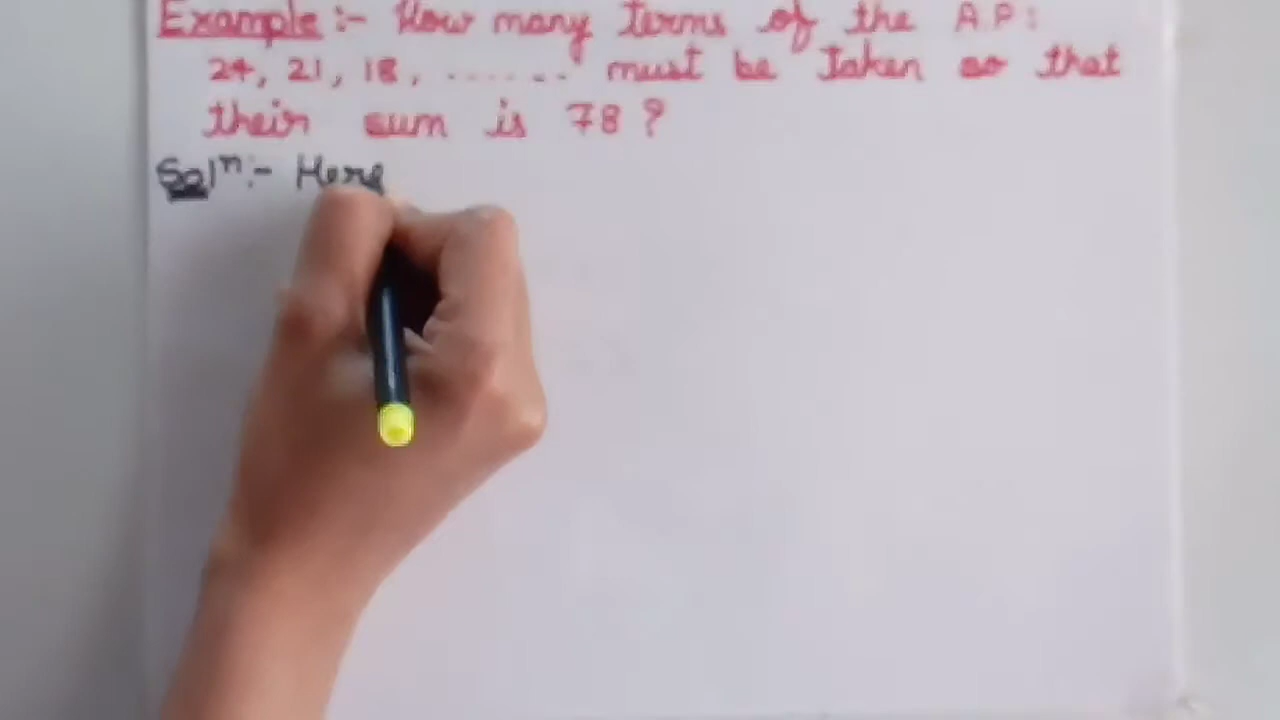 Example :- How many terms of the A.P:
24, 21, 18, ....... must be taken so that
their sum is 78 ?
Solⁿ:- Here